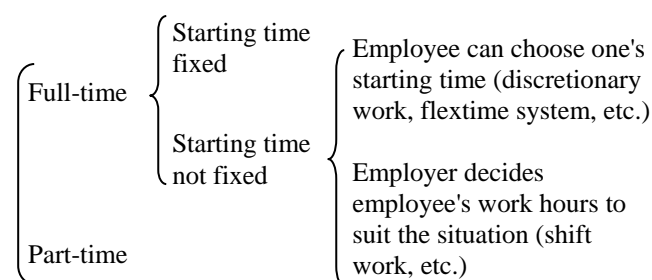 Full-time
Starting time
fixed
Starting time
not fixed
Employee can choose one's
starting time (discretionary
work, flextime system, etc.)
Employer decides
employee's work hours to
suit the situation (shift
work, etc.)
Part-time